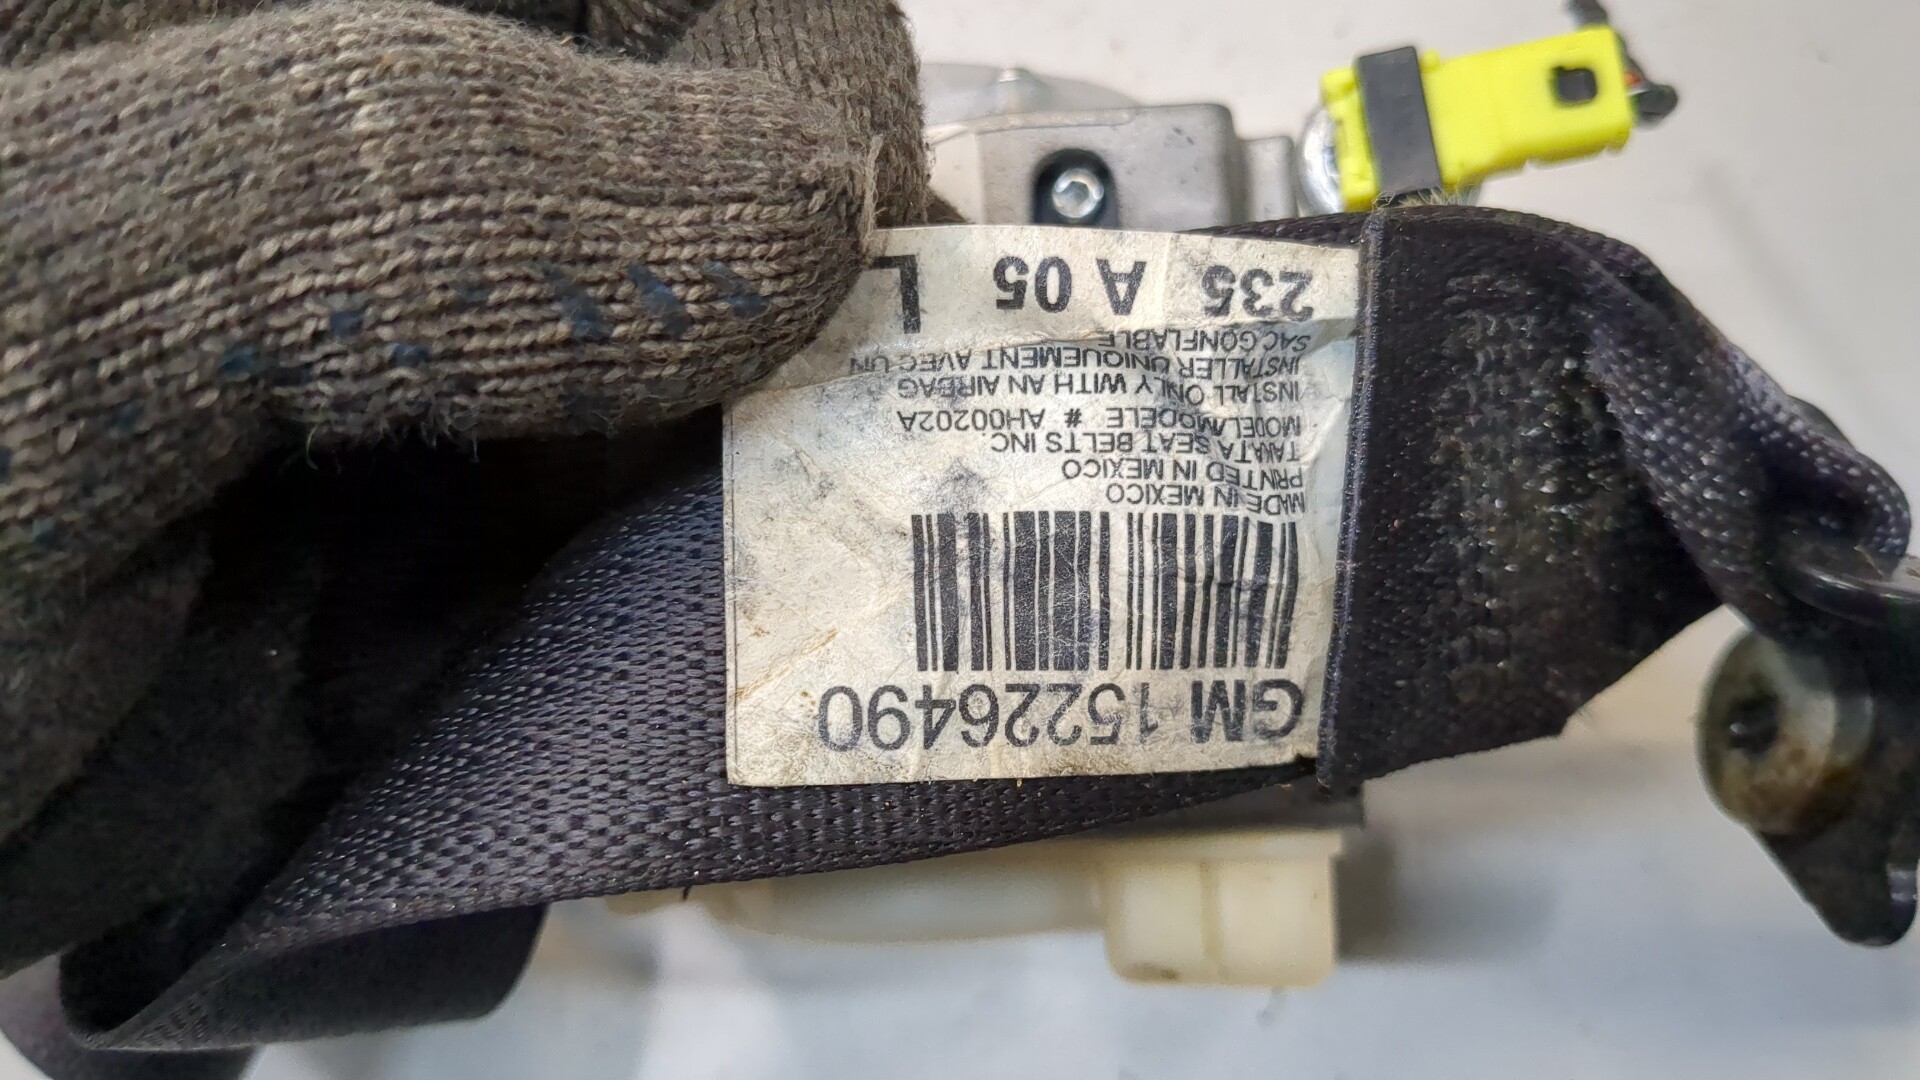 GM 15226490
MADE IN MEXICO
PRINTED IN MEXICO
TAKATA SEAT BELTS INC.
MODEL/MODELE # AH00202A
INSTALL ONLY WITH AN AIRBAG
INSTALLER UNIQUEMENT AVEC UN
SAC GONFLABLE
235 A 05 L